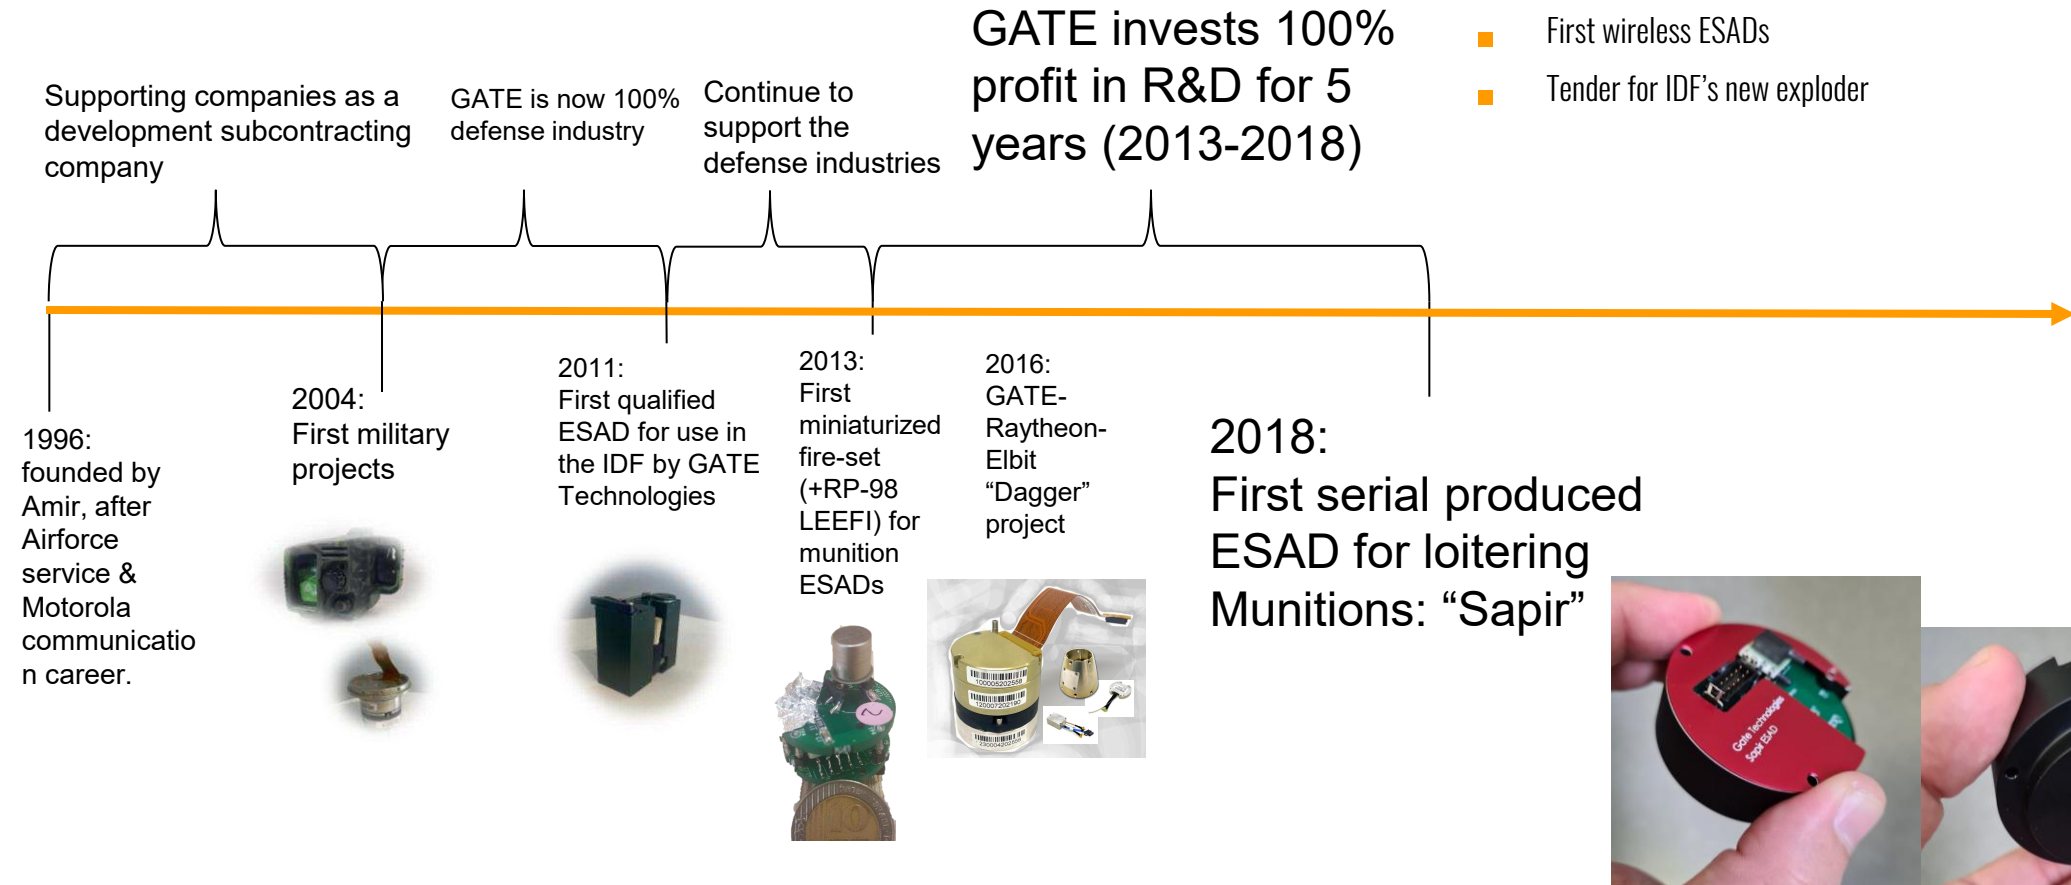 Supporting companies as a
development subcontracting
company
GATE is now 100%
defense industry
Continue to
support the
defense industries
GATE invests 100%
profit in R&D for 5
years (2013-2018)
First wireless ESADs
Tender for IDF's new exploder
1996:
founded by
Amir, after
Airforce
service &
Motorola
communicatio
n career.
2004:
First military
projects
2011:
First qualified
ESAD for use in
the IDF by GATE
Technologies
2013:
First
miniaturized
fire-set
(+RP-98
LEEFI) for
munition
ESADs
2016:
GATE-
Raytheon-
Elbit
“Dagger”
project
2018:
First serial produced
ESAD for loitering
Munitions: “Sapir”
100005202558
120007202190
10
Gate Technologies
Sapir ESAD